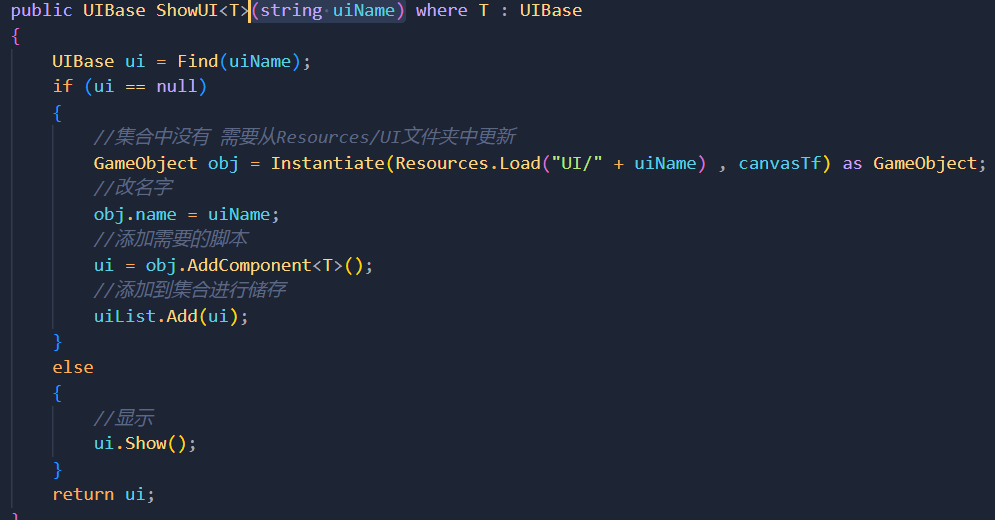 public UIBase ShowUI<T>(string uiName) where T : UIBase
{
    UIBase ui = Find(uiName);
    if (ui == null)
    {
        //集合中没有 需要从Resources/UI文件夹中更新
        GameObject obj = Instantiate(Resources.Load("UI/" + uiName) , canvasTf) as GameObject;
        //改名字
        obj.name = uiName;
        //添加需要的脚本
        ui = obj.AddComponent<T>();
        //添加到集合进行储存
        uiList.Add(ui);
    }
    else
    {
        //显示
        ui.Show();
    }
    return ui;
}